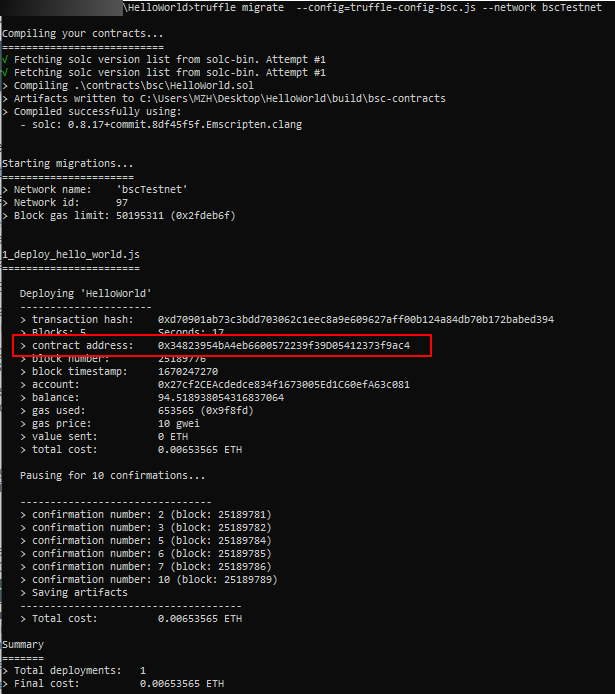 \HelloWorld>truffle migrate --config=truffle-config-bsc.js --network bscTestnet
Compiling your contracts...
===========================
√ Fetching solc version list from solc-bin. Attempt #1
√ Fetching solc version list from solc-bin. Attempt #1
> Compiling .\contracts\bsc\HelloWorld.sol
> Artifacts written to C:\Users\MZH\Desktop\HelloWorld\build\bsc-contracts
> Compiled successfully using:
- solc: 0.8.17+commit.8df45f5f.Emscripten.clang
Starting migrations...
======================
> Network name: 'bscTestnet'
> Network id: 97
> Block gas limit: 50195311 (0x2fdeb6f)
1_deploy_hello_world.js
=======================
Deploying 'HelloWorld'
----------------------
> transaction hash: 0xd70901ab73c3bdd703062c1eec8a9e609627aff00b124a84db70b172babed394
> Blocks: 5 Seconds: 17
> contract address: 0x34823954bA4eb6600572239f39D05412373f9ac4
> block number: 25189776
> block timestamp: 1670247270
> account: 0x27cf2CEAcdedce834f1673005Ed1C60efA63c081
> balance: 94.518938054316837064
> gas used: 653565 (0x9f8fd)
> gas price: 10 gwei
> value sent: 0 ETH
> total cost: 0.00653565 ETH
Pausing for 10 confirmations...
--------------------------------
> confirmation number: 2 (block: 25189781)
> confirmation number: 3 (block: 25189782)
> confirmation number: 5 (block: 25189784)
> confirmation number: 6 (block: 25189785)
> confirmation number: 7 (block: 25189786)
> confirmation number: 10 (block: 25189789)
> Saving artifacts
-------------------------------------
> Total cost: 0.00653565 ETH
Summary
=======
> Total deployments: 1
> Final cost: 0.00653565 ETH